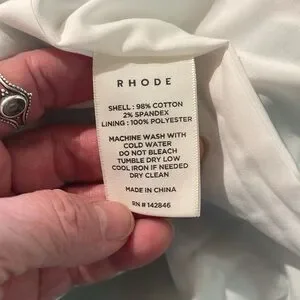 RHODE
SHELL : 98% COTTON
2% SPANDEX
LINING : 100% POLYESTER
MACHINE WASH WITH
COLD WATER
DO NOT BLEACH
TUMBLE DRY LOW
COOL IRON IF NEEDED
DRY CLEAN
MADE IN CHINA
RN # 142846